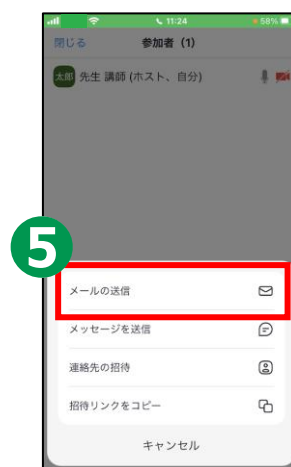 11:24 58%
閉じる 参加者 (1)
太郎 先生 講師 (ホスト、自分)
5
メールの送信
メッセージを送信
連絡先の招待
招待リンクをコピー
キャンセル